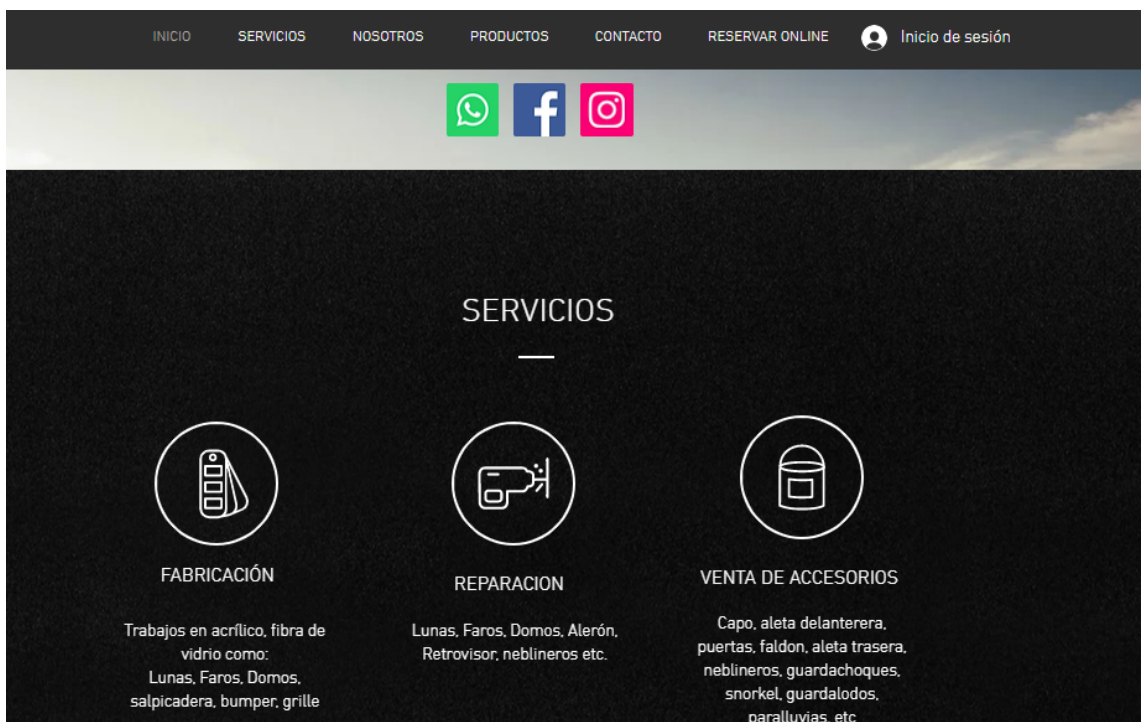 INICIO SERVICIOS NOSOTROS PRODUCTOS CONTACTO RESERVAR ONLINE Inicio de sesión
SERVICIOS
FABRICACIÓN
Trabajos en acrílico, fibra de
vidrio como:
Lunas, Faros, Domos,
salpicadera, bumper, grille
REPARACION
Lunas, Faros, Domos, Alerón,
Retrovisor, neblineros etc.
VENTA DE ACCESORIOS
Capo, aleta delanterera,
puertas, faldon, aleta trasera,
neblineros, guardachoques,
snorkel, guardalodos,
paralluvias, etc